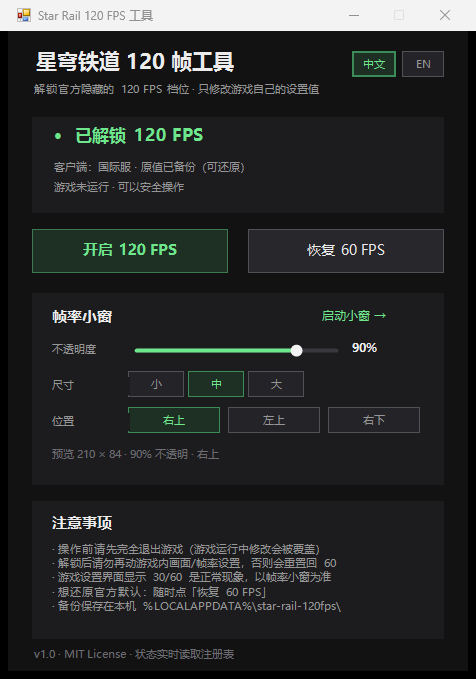 Star Rail 120 FPS 工具
星穹铁道 120 帧工具
中文
EN
解锁官方隐藏的 120 FPS 档位 · 只修改游戏自己的设置值
• 已解锁 120 FPS
客户端：国际服 · 原值已备份（可还原）
游戏未运行 · 可以安全操作
开启 120 FPS
恢复 60 FPS
帧率小窗
启动小窗 →
不透明度
90%
尺寸
小
中
大
位置
右上
左上
右下
预览 210 × 84 · 90% 不透明 · 右上
注意事项
· 操作前请先完全退出游戏（游戏运行中修改会被覆盖）
· 解锁后请勿再动游戏内画面/帧率设置，否则会重置回 60
· 游戏设置界面显示 30/60 是正常现象，以帧率小窗为准
· 想还原官方默认：随时点「恢复 60 FPS」
· 备份保存在本机 %LOCALAPPDATA%\star-rail-120fps\
v1.0 · MIT License · 状态实时读取注册表